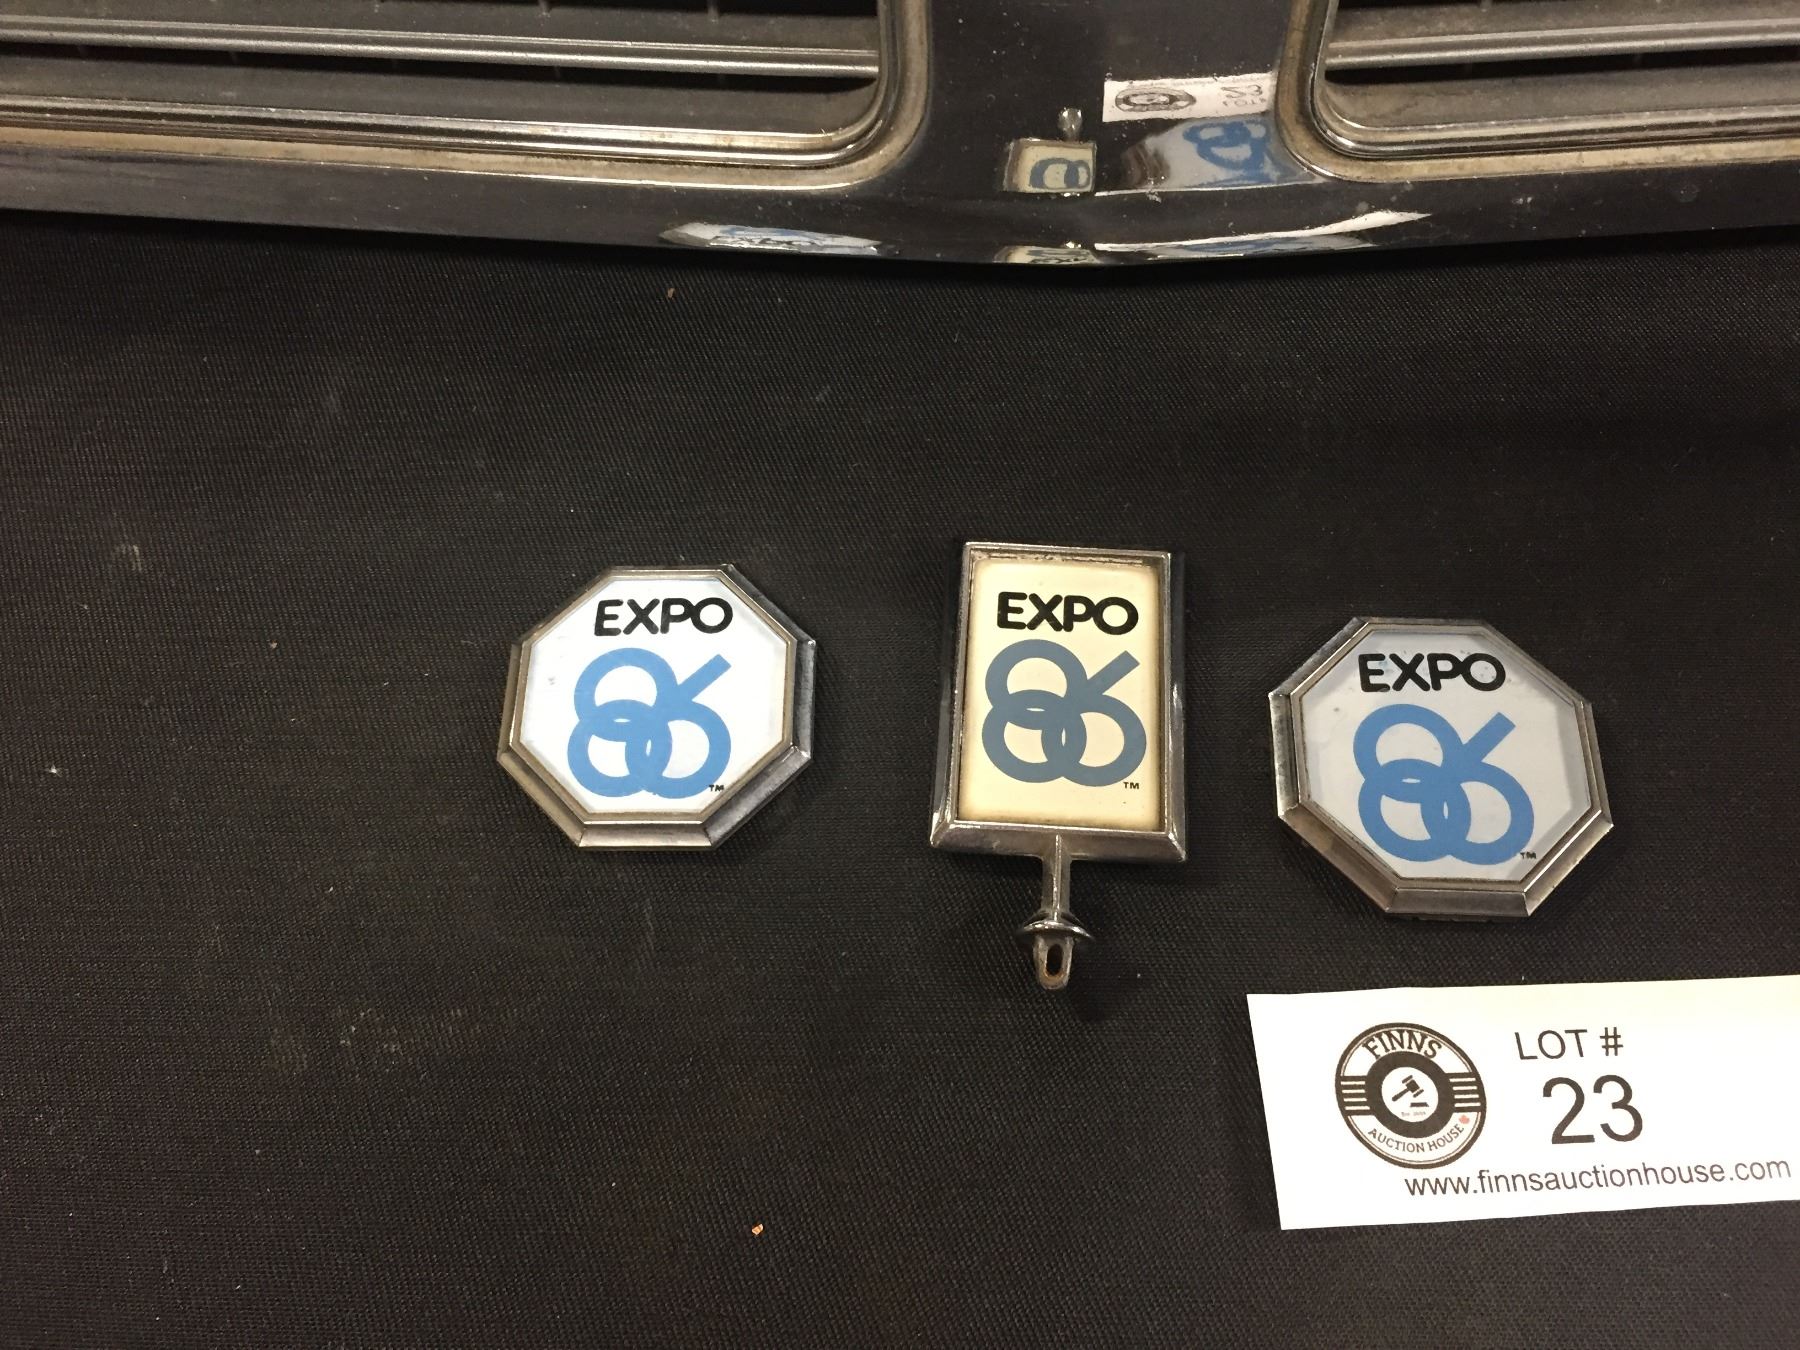 EXPO
86
TM
EXPO
86
TM
EXPO
86
TM
FINNS
AUCTION HOUSE
LOT #
23
www.finnsauctionhouse.com